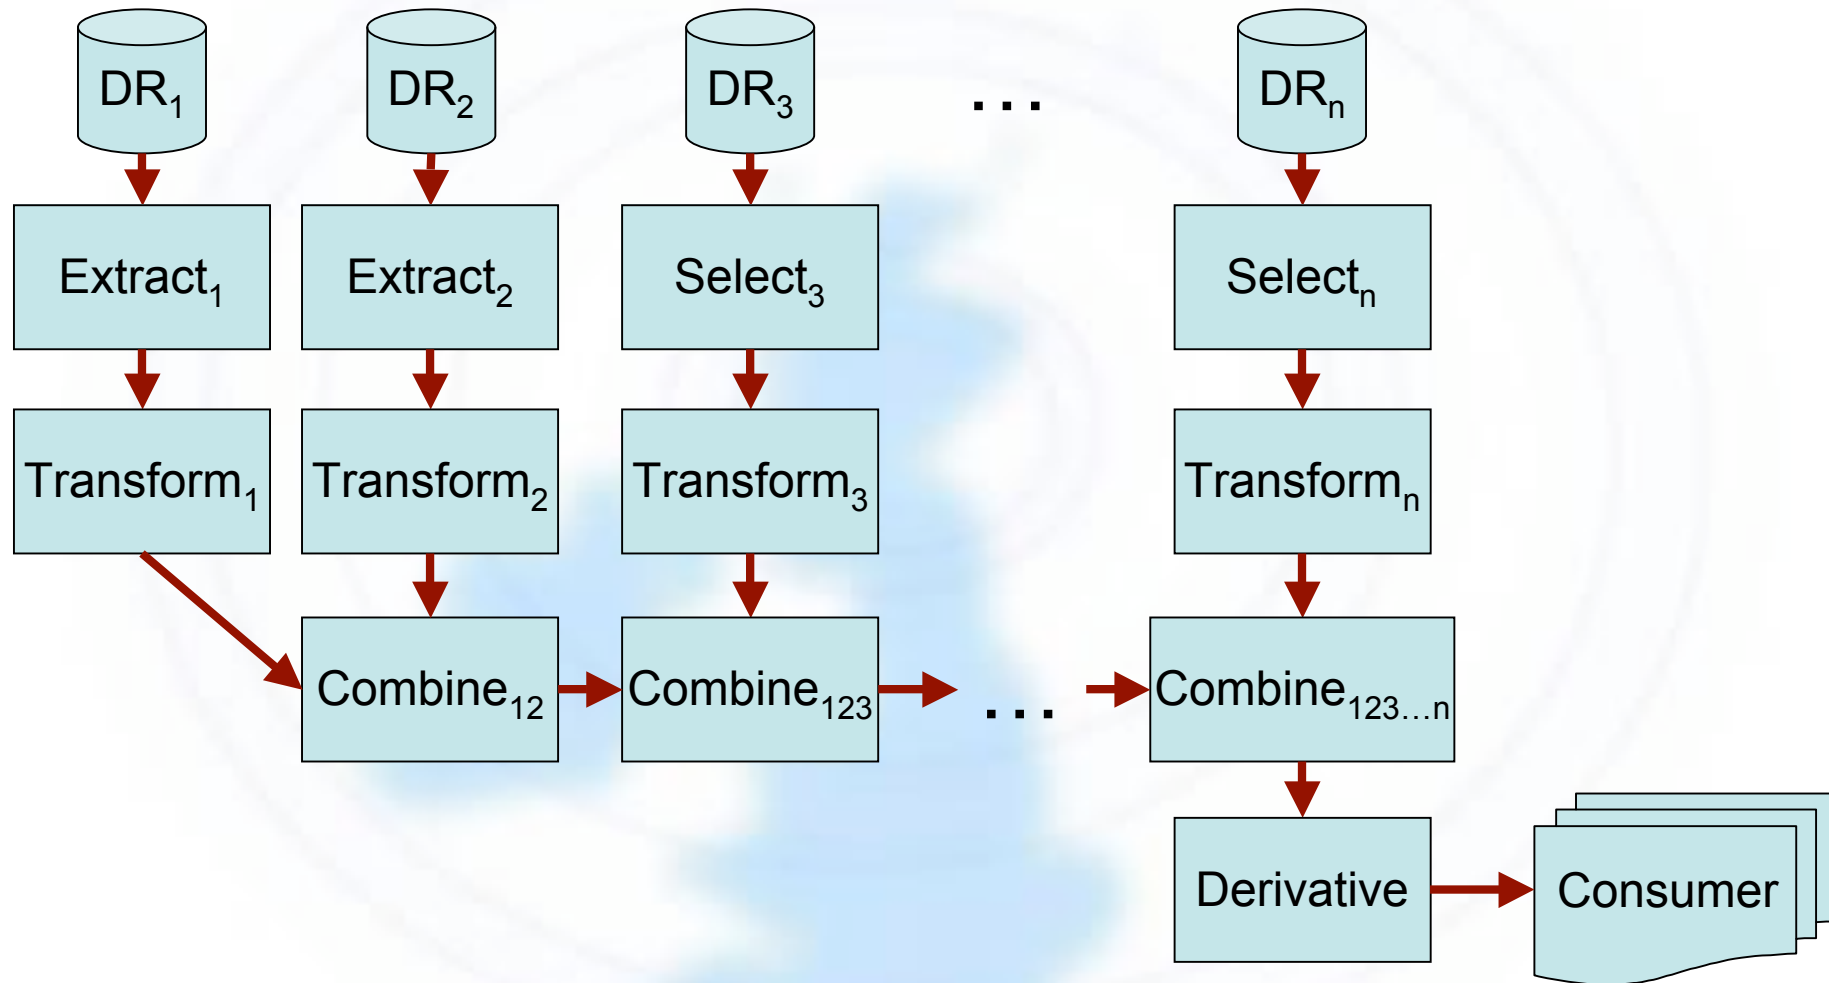 DR₁ DR₂ DR₃ ... DRₙ
Extract₁ Extract₂ Select₃ Selectₙ
Transform₁ Transform₂ Transform₃ Transformₙ
Combine₁₂ Combine₁₂₃ ... Combine₁₂₃…ₙ
Derivative Consumer